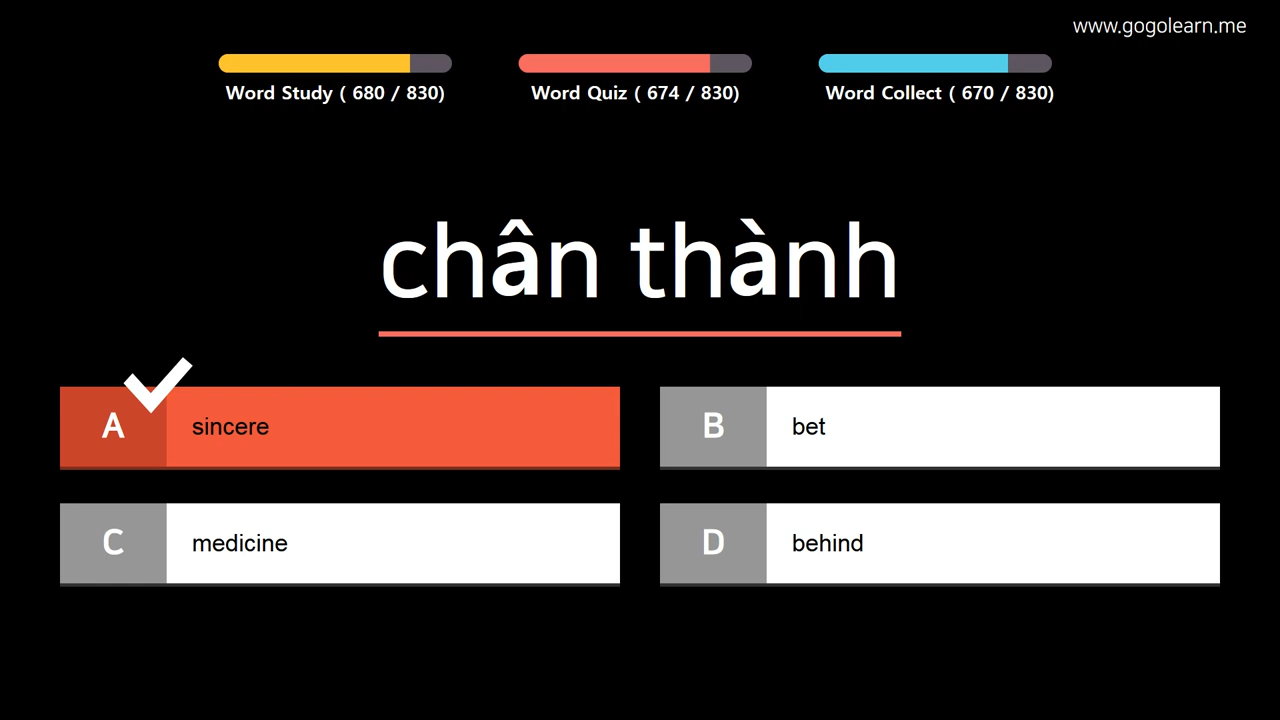 www.gogolearn.me
Word Study ( 680 / 830)
Word Quiz ( 674 / 830)
Word Collect ( 670 / 830)
chân thành
A sincere
B bet
C medicine
D behind